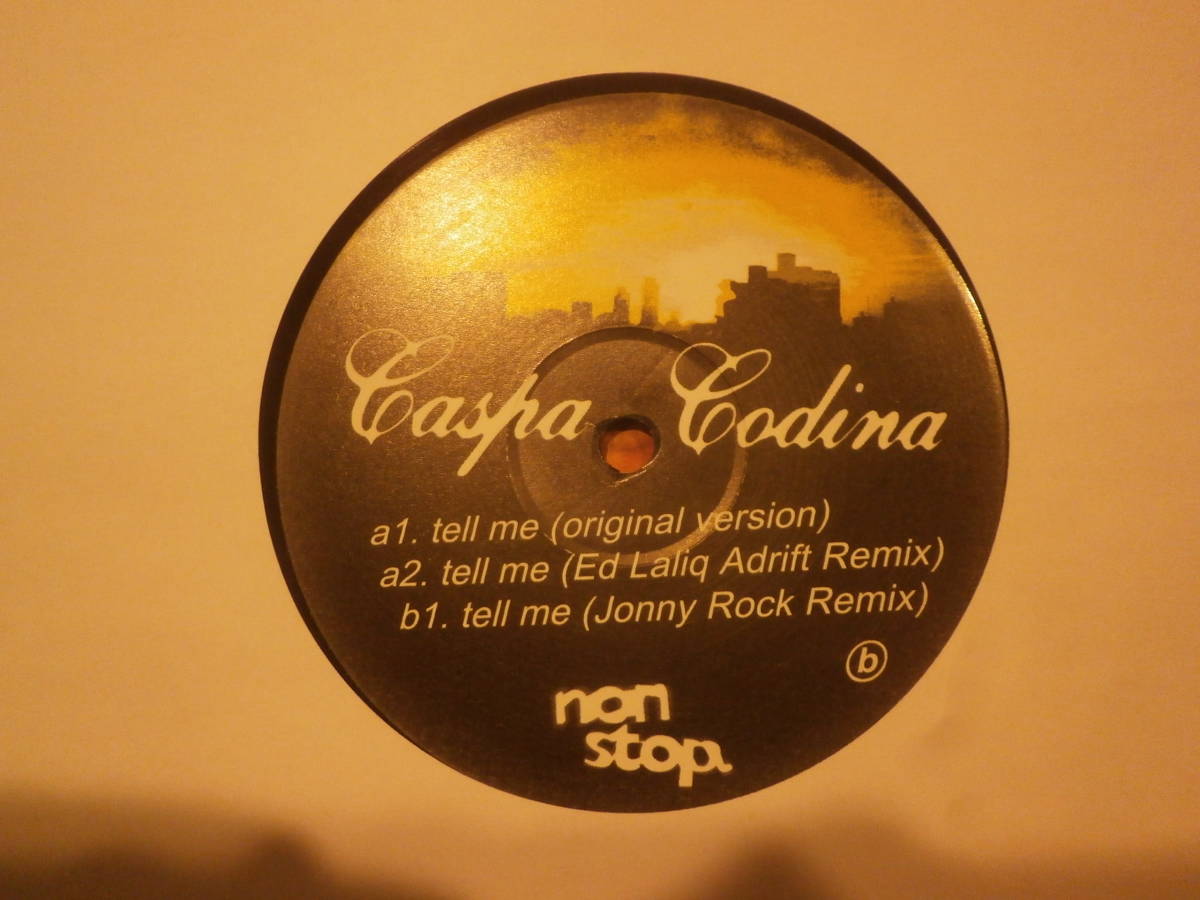 Caspa Codina
a1. tell me (original version)
a2. tell me (Ed Laliq Adrift Remix)
b1. tell me (Jonny Rock Remix)
b
non
stop.